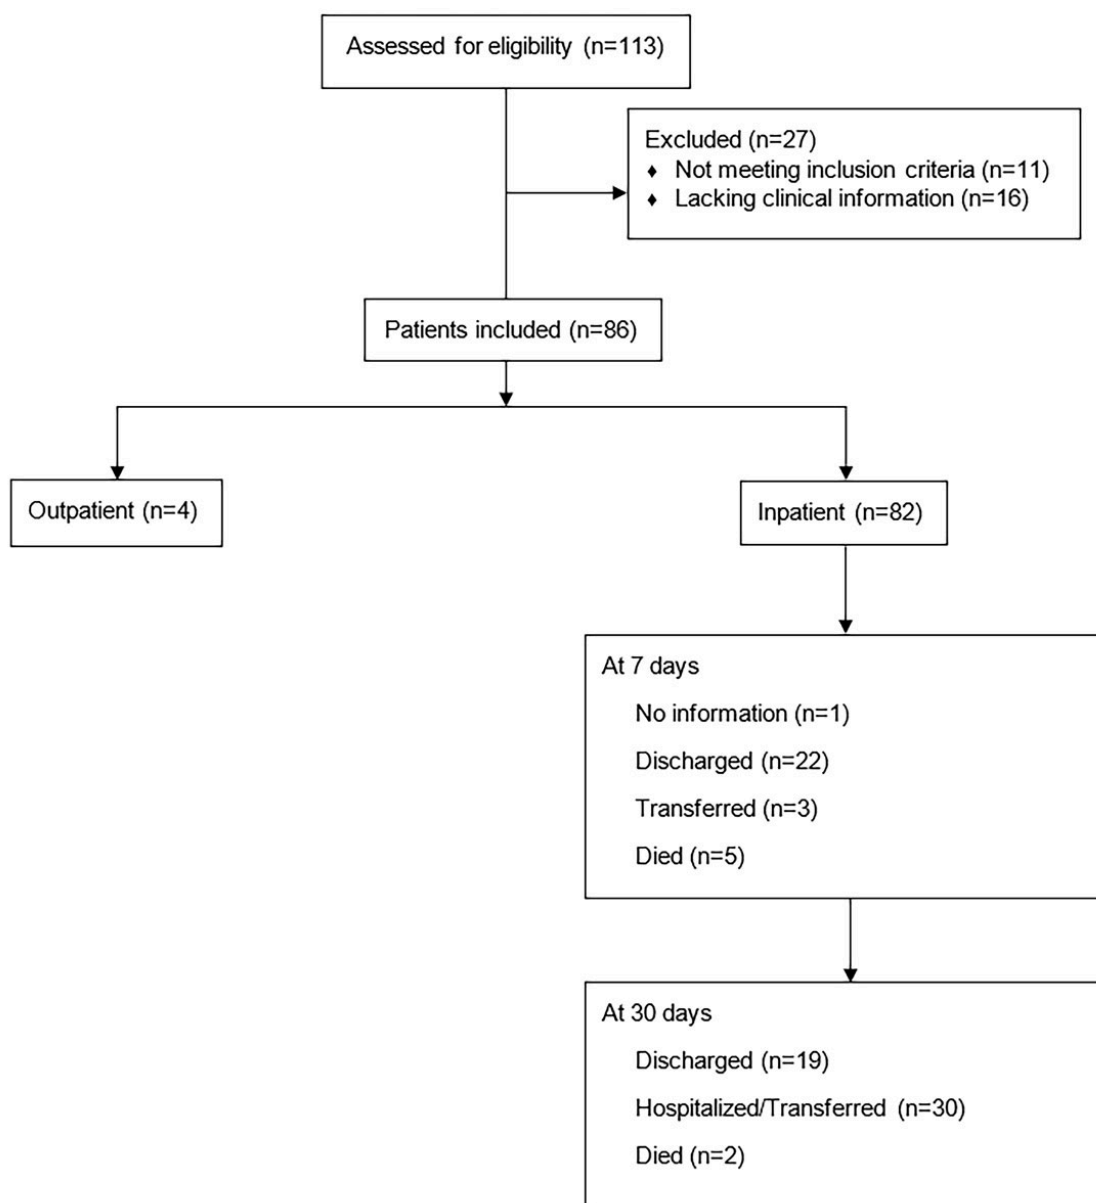 Assessed for eligibility (n=113)
Excluded (n=27)
♦ Not meeting inclusion criteria (n=11)
♦ Lacking clinical information (n=16)
Patients included (n=86)
Outpatient (n=4)
Inpatient (n=82)
At 7 days
No information (n=1)
Discharged (n=22)
Transferred (n=3)
Died (n=5)
At 30 days
Discharged (n=19)
Hospitalized/Transferred (n=30)
Died (n=2)